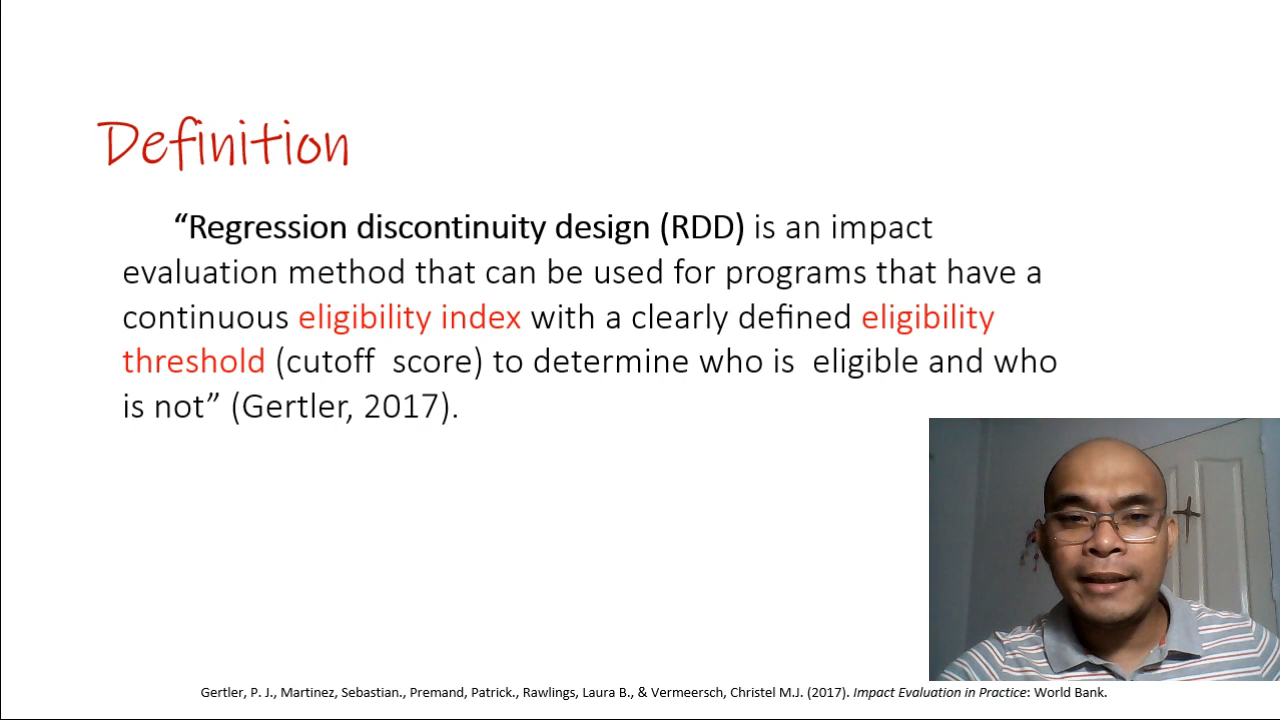 Definition
“Regression discontinuity design (RDD) is an impact
evaluation method that can be used for programs that have a
continuous eligibility index with a clearly defined eligibility
threshold (cutoff  score) to determine who is  eligible and who
is not” (Gertler, 2017).
Gertler, P. J., Martinez, Sebastian., Premand, Patrick., Rawlings, Laura B., & Vermeersch, Christel M.J. (2017). Impact Evaluation in Practice: World Bank.